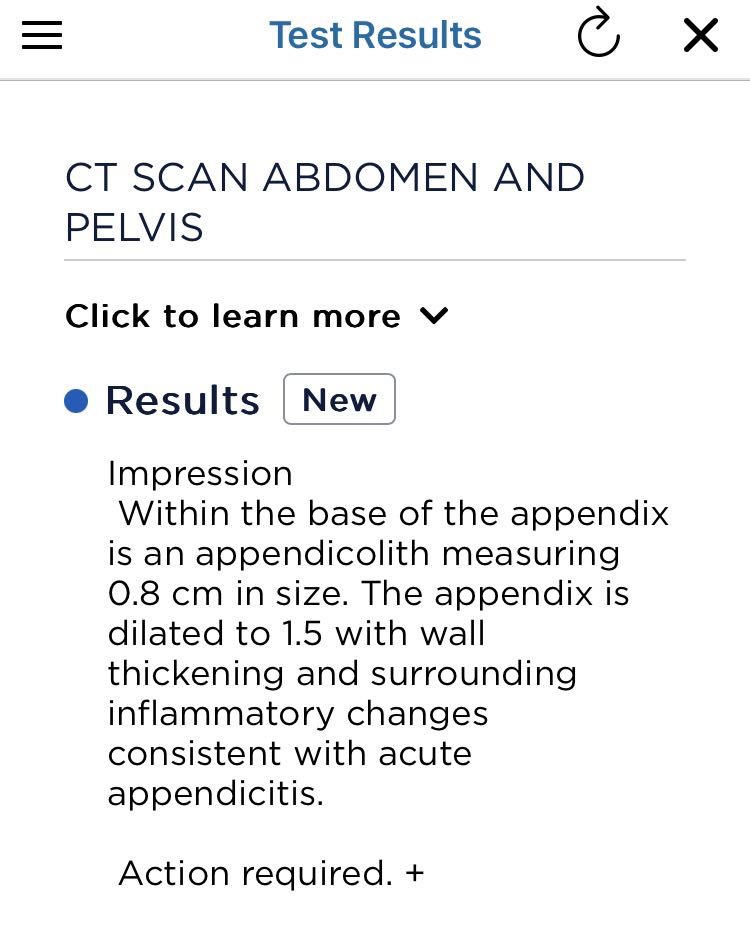 Test Results
CT SCAN ABDOMEN AND
PELVIS
Click to learn more
Results New
Impression
Within the base of the appendix
is an appendicolith measuring
0.8 cm in size. The appendix is
dilated to 1.5 with wall
thickening and surrounding
inflammatory changes
consistent with acute
appendicitis.
Action required. +